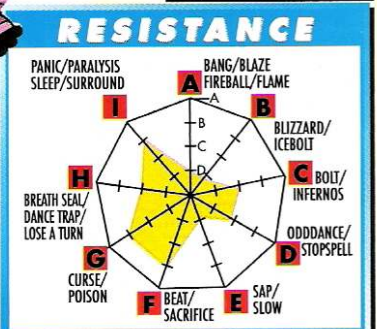 RESISTANCE
PANIC/PARALYSIS
SLEEP/SURROUND
I
A
BANG/BLAZE
FIREBALL/FLAME
A
B
C
D
B
BLIZZARD/
ICEBOLT
C
BOLT/
INFERNOS
D
ODDDANCE/
STOPSPELL
E
SAP/
SLOW
F
BEAT/
SACRIFICE
G
CURSE/
POISON
H
BREATH SEAL/
DANCE TRAP/
LOSE A TURN